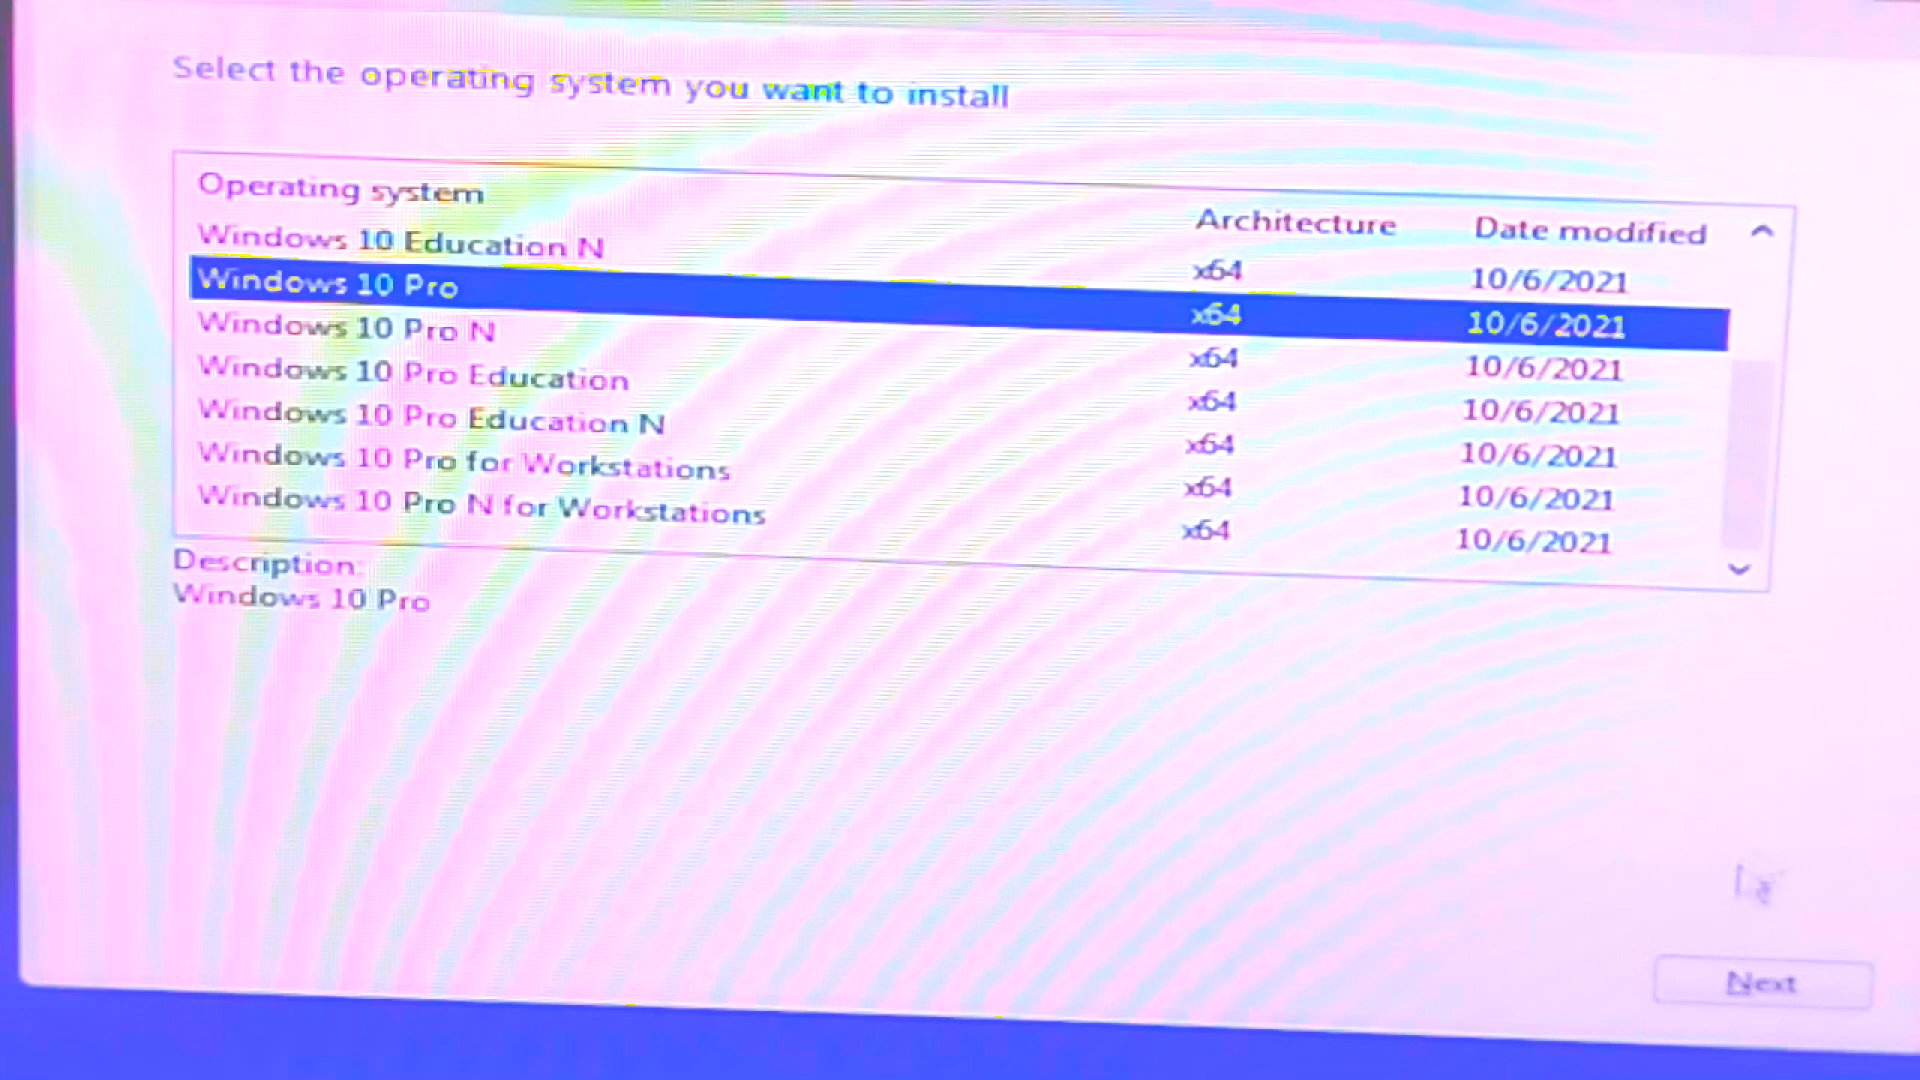 Select the operating system you want to install
Operating system Architecture Date modified
Windows 10 Education N x64 10/6/2021
Windows 10 Pro x64 10/6/2021
Windows 10 Pro N x64 10/6/2021
Windows 10 Pro Education x64 10/6/2021
Windows 10 Pro Education N x64 10/6/2021
Windows 10 Pro for Workstations x64 10/6/2021
Windows 10 Pro N for Workstations x64 10/6/2021
Description:
Windows 10 Pro
Next